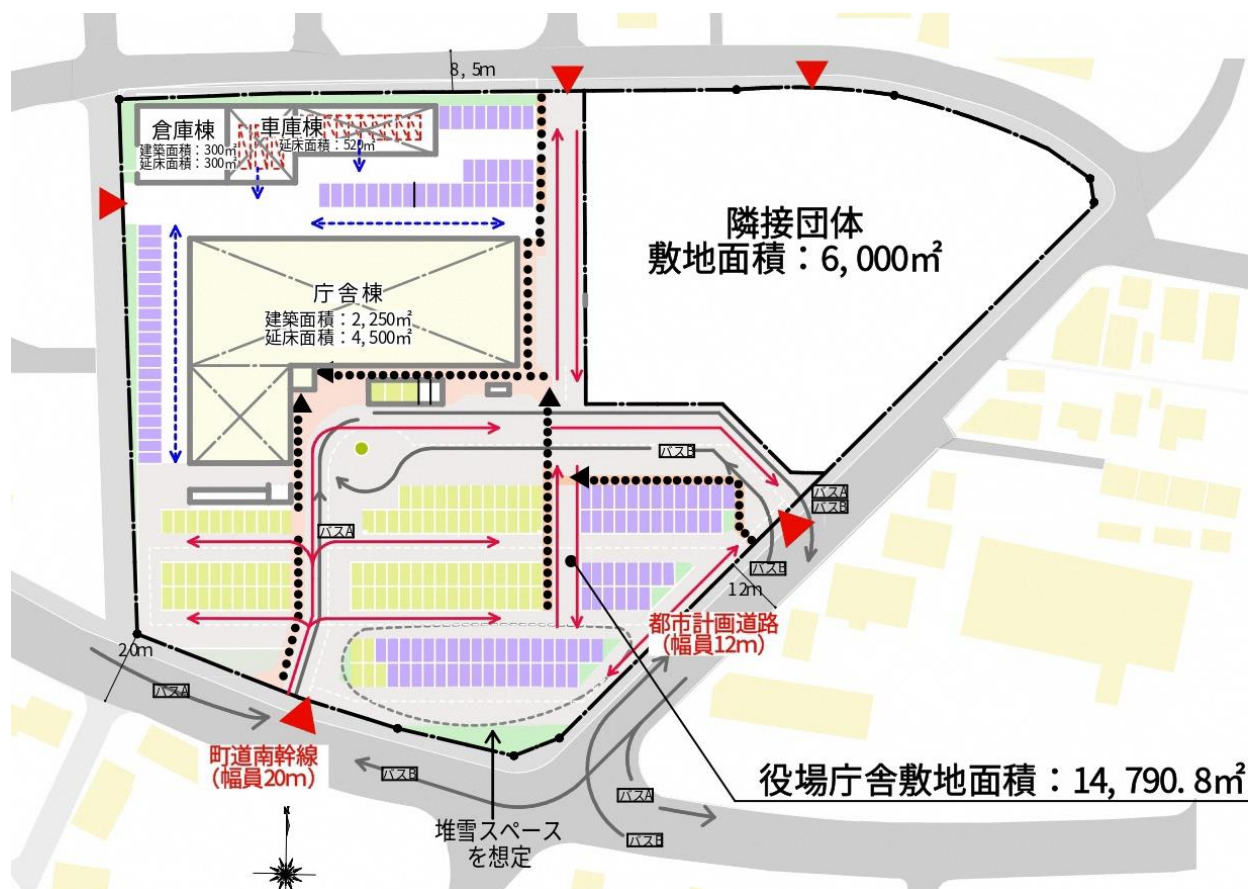 8,5m
倉庫棟
建築面積：300㎡
延床面積：300㎡
車庫棟
延床面積：520㎡
隣接団体
敷地面積：6,000㎡
庁舎棟
建築面積：2,250㎡
延床面積：4,500㎡
バスB
バスA
バスB
バスA
バスB
12m
都市計画道路
（幅員12m）
20m
バスA
町道南幹線
（幅員20m）
バスB
役場庁舎敷地面積：14,790.8㎡
バスA
バスB
堆雪スペース
を想定
N